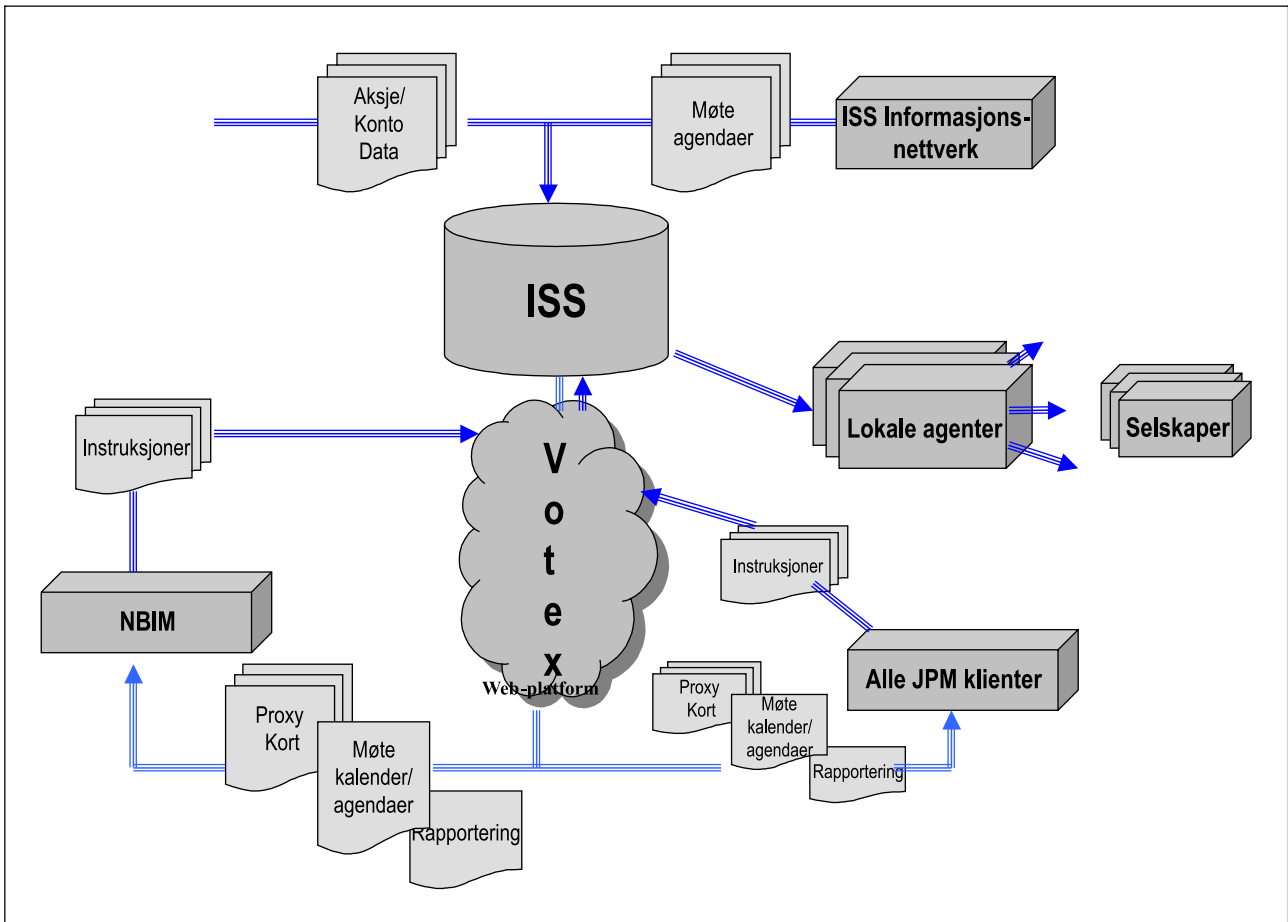 Aksje/
Konto
Data
Møte
agendaer
ISS Informasjons-
nettverk
ISS
Lokale agenter
Selskaper
Instruksjoner
V
o
t
e
x
Web-platform
Instruksjoner
NBIM
Alle JPM klienter
Proxy
Kort
Møte
kalender/
agendaer
Rapportering
Proxy
Kort
Møte
kalender/
agendaer
Rapportering